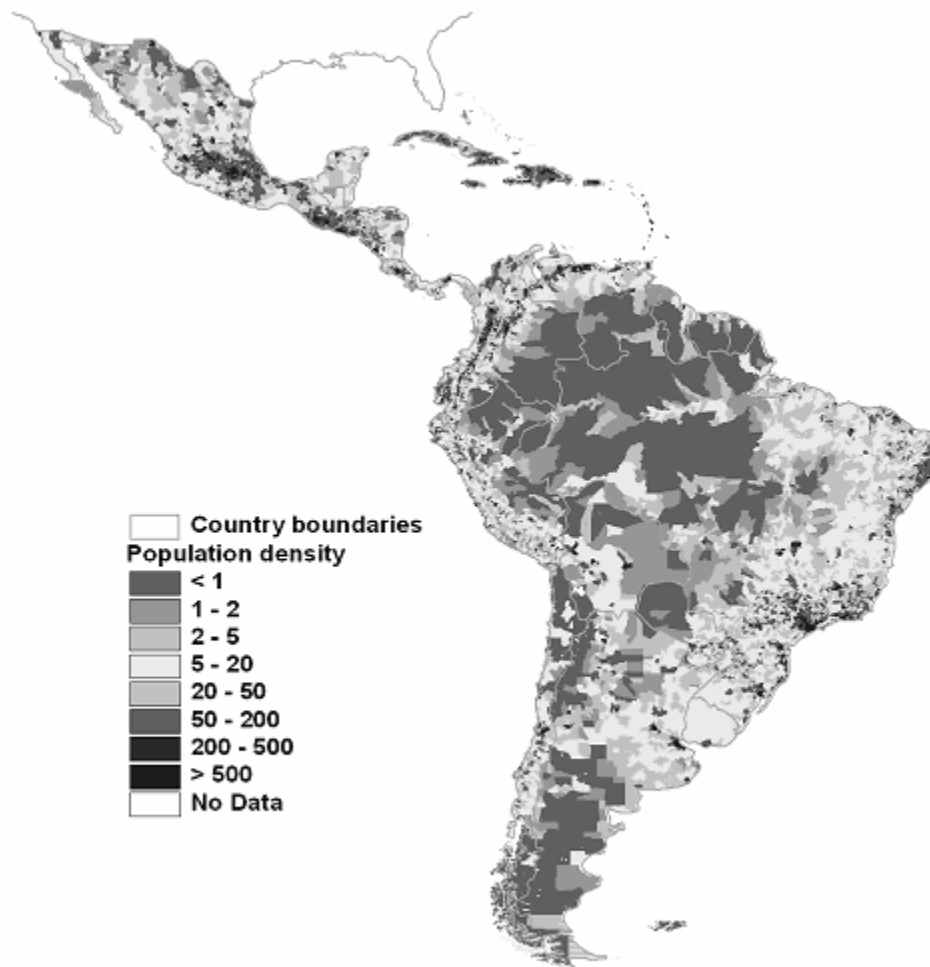 Country boundaries
Population density
< 1
1 - 2
2 - 5
5 - 20
20 - 50
50 - 200
200 - 500
> 500
No Data